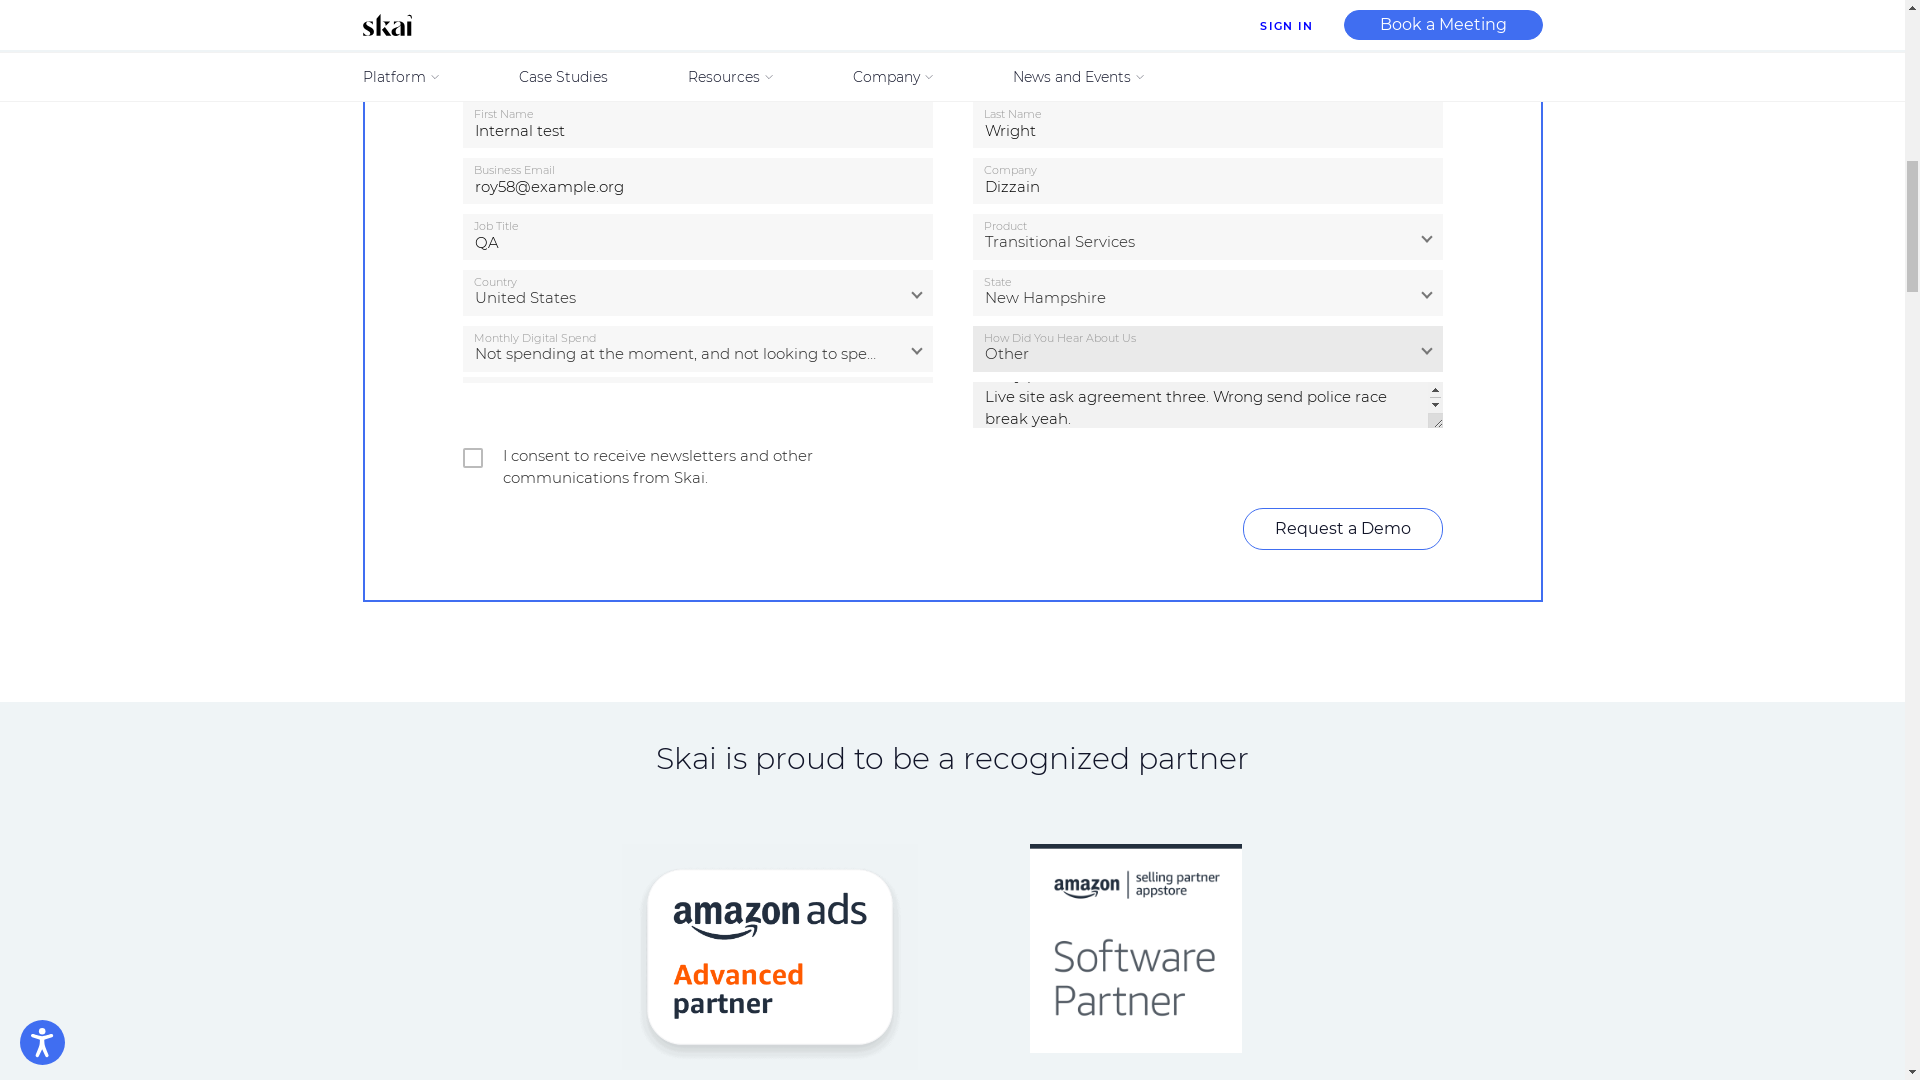 skai
SIGN IN
Book a Meeting
Platform
Case Studies
Resources
Company
News and Events
First Name
Internal test
Last Name
Wright
Business Email
roy58@example.org
Company
Dizzain
Job Title
QA
Product
Transitional Services
Country
United States
State
New Hampshire
Monthly Digital Spend
Not spending at the moment, and not looking to spe...
How Did You Hear About Us
Other
Live site ask agreement three. Wrong send police race
break yeah.
I consent to receive newsletters and other
communications from Skai.
Request a Demo
Skai is proud to be a recognized partner
amazon ads
Advanced
partner
amazon | selling partner
appstore
Software
Partner